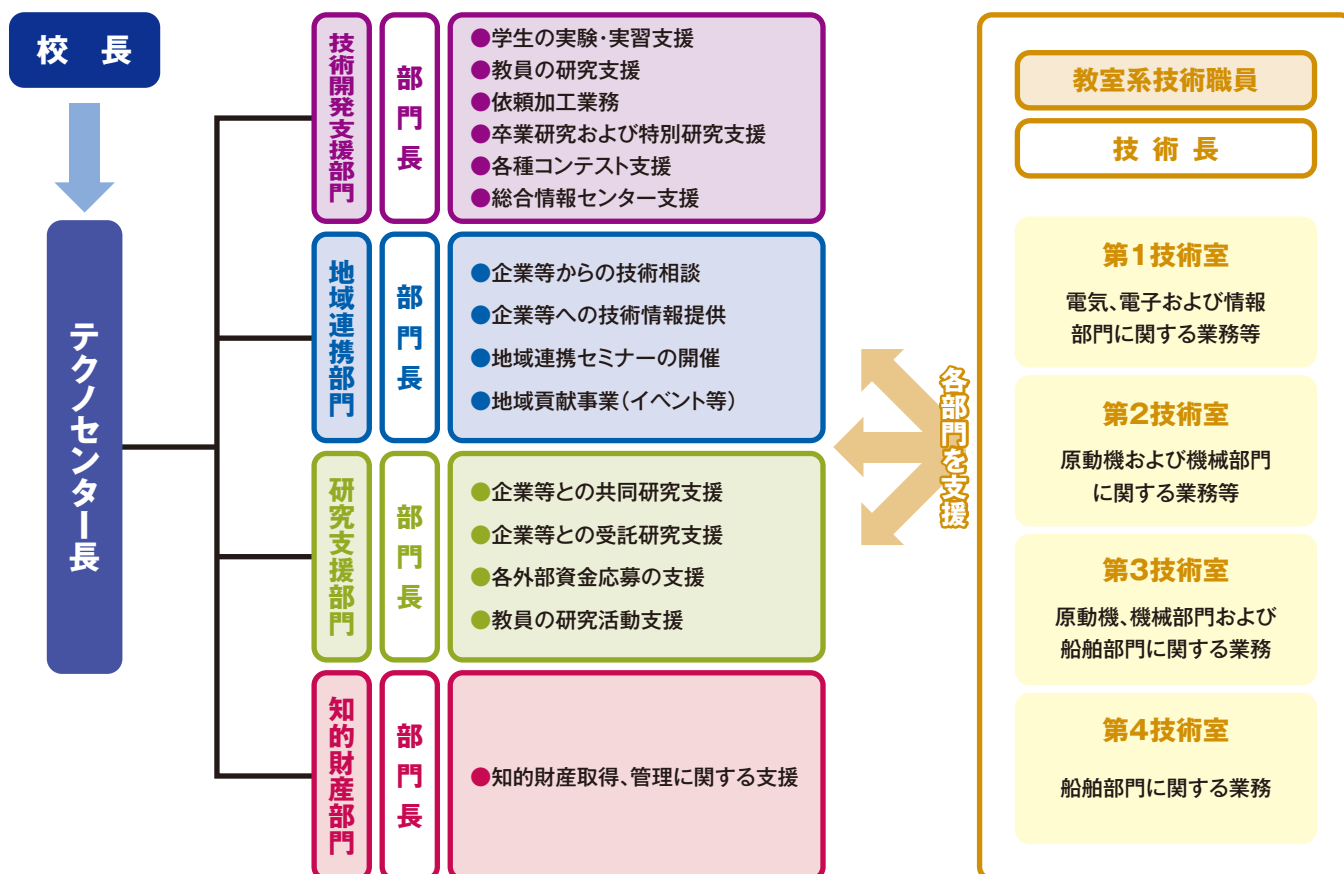 校長
テクノセンター長
技術開発支援部門
部門長
●学生の実験・実習支援
●教員の研究支援
●依頼加工業務
●卒業研究および特別研究支援
●各種コンテスト支援
●総合情報センター支援
地域連携部門
部門長
●企業等からの技術相談
●企業等への技術情報提供
●地域連携セミナーの開催
●地域貢献事業（イベント等）
研究支援部門
部門長
●企業等との共同研究支援
●企業等との受託研究支援
●各外部資金応募の支援
●教員の研究活動支援
知的財産部門
部門長
●知的財産取得、管理に関する支援
各部門を支援
教室系技術職員
技術長
第1技術室
電気、電子および情報
部門に関する業務等
第2技術室
原動機および機械部門
に関する業務等
第3技術室
原動機、機械部門および
船舶部門に関する業務
第4技術室
船舶部門に関する業務